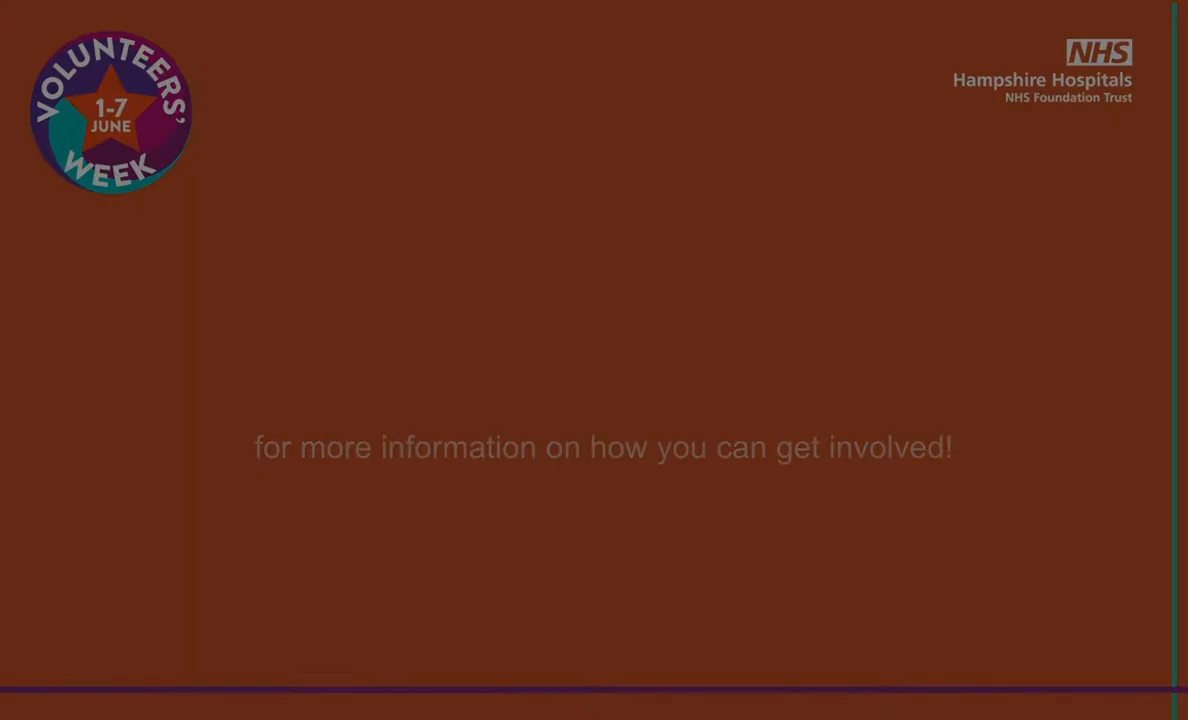 VOLUNTEERS'
1-7
JUNE
WEEK
NHS
Hampshire Hospitals
NHS Foundation Trust
for more information on how you can get involved!